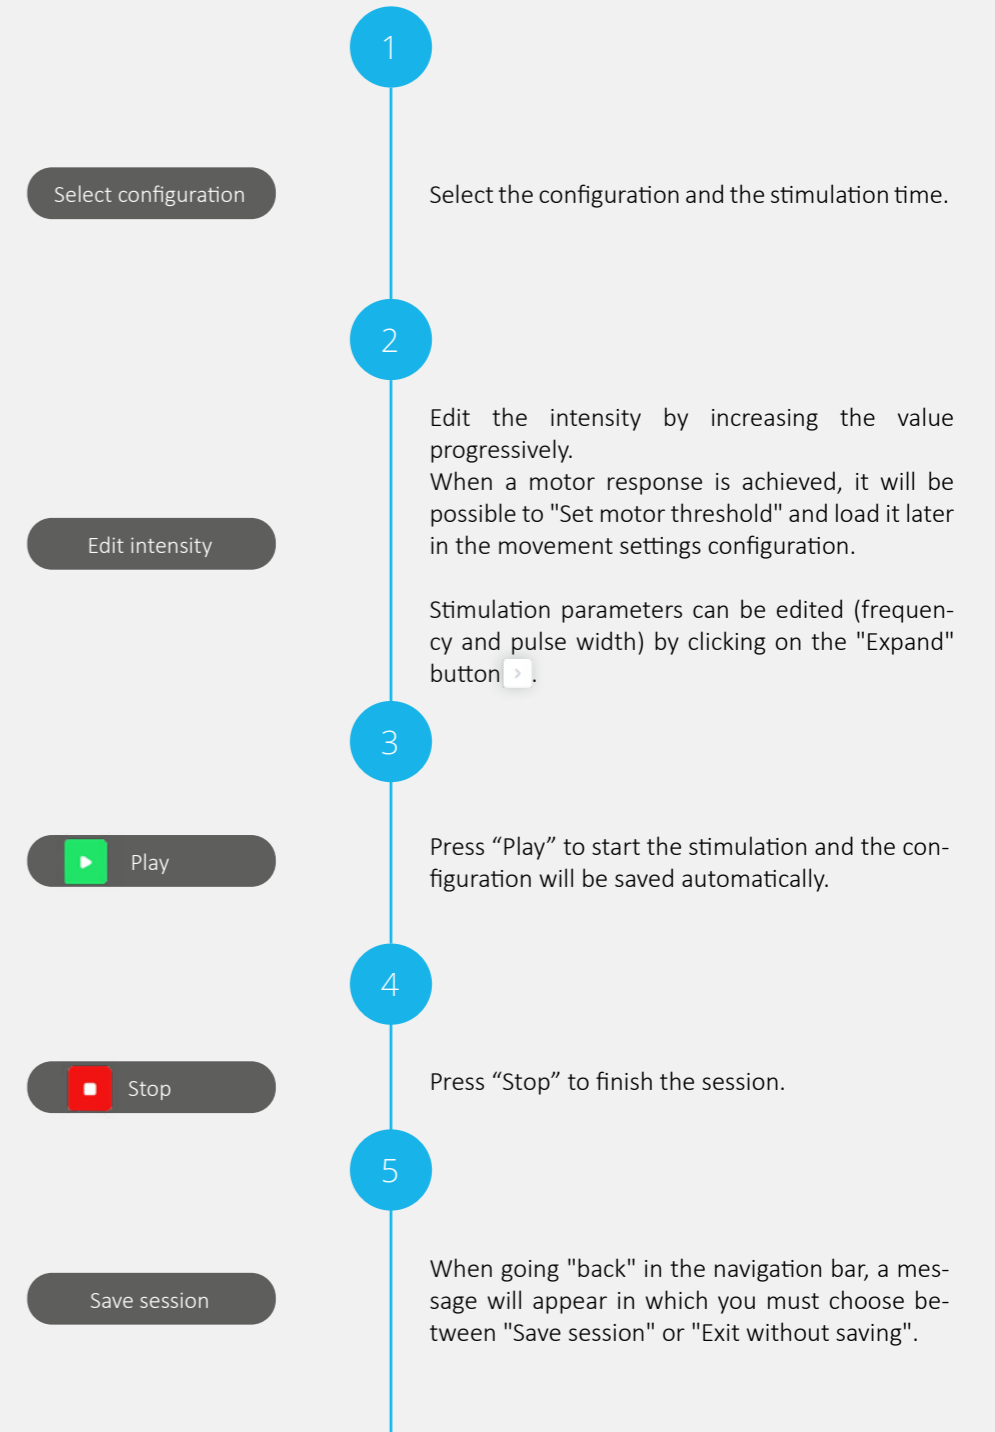 1
Select configuration
Select the configuration and the stimulation time.
2
Edit intensity
Edit the intensity by increasing the value
progressively.
When a motor response is achieved, it will be
possible to "Set motor threshold" and load it later
in the movement settings configuration.
Stimulation parameters can be edited (frequen-
cy and pulse width) by clicking on the "Expand"
button .
3
Play
Press “Play” to start the stimulation and the con-
figuration will be saved automatically.
4
Stop
Press “Stop” to finish the session.
5
Save session
When going "back" in the navigation bar, a mes-
sage will appear in which you must choose be-
tween "Save session" or "Exit without saving".